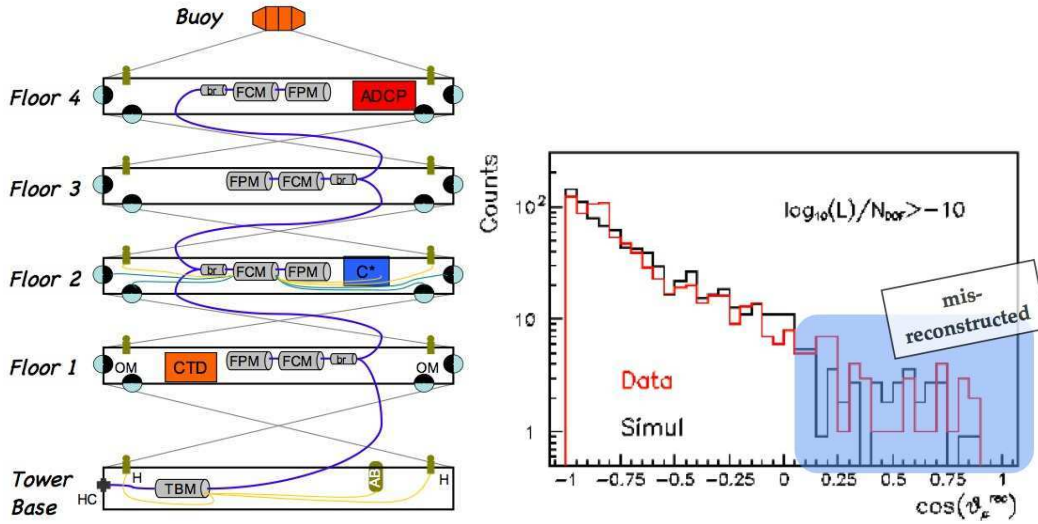 Buoy
Floor 4
br
FCM
FPM
ADCP
Floor 3
FPM
FCM
br
Floor 2
br
FCM
FPM
C*
Floor 1
OM
CTD
FPM
FCM
br
OM
Tower
Base
HC
H
TBM
AB
H
Counts
10²
10
1
log₁₀(L)/N_DOF>-10
mis-
reconstructed
Data
Simul
-1
-0.75
-0.5
-0.25
0
0.25
0.5
0.75
1
cos(ϑ_μ^rec)